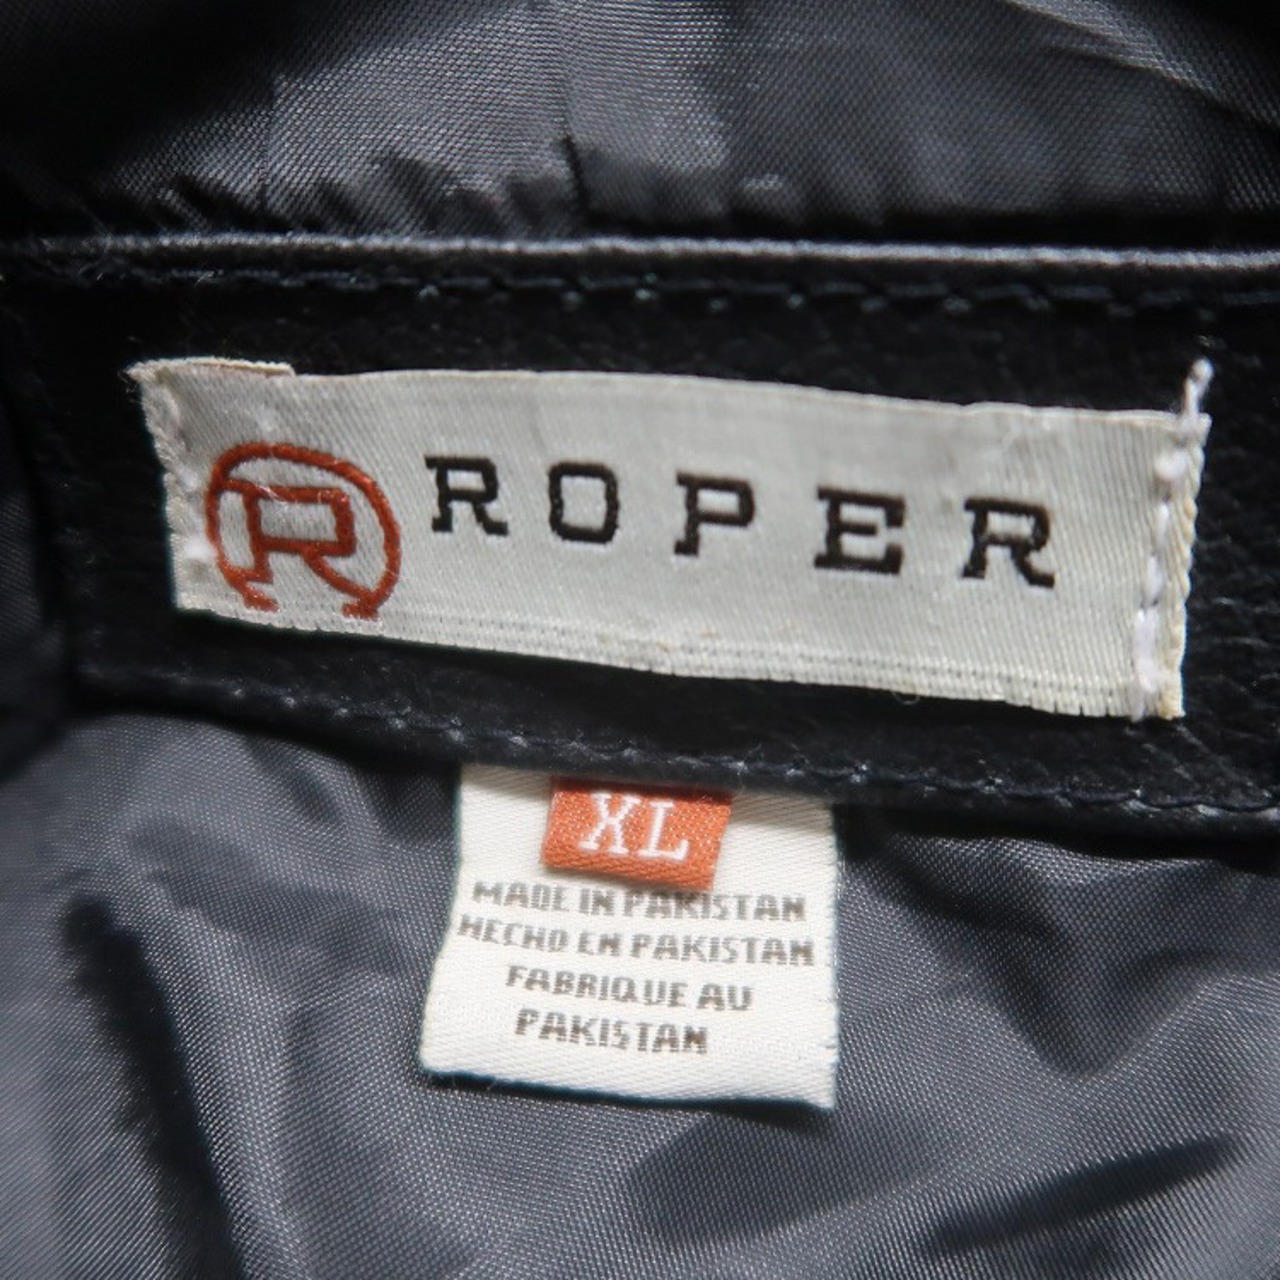 R ROPER
XL
MADE IN PAKISTAN
HECHO EN PAKISTAN
FABRIQUE AU
PAKISTAN